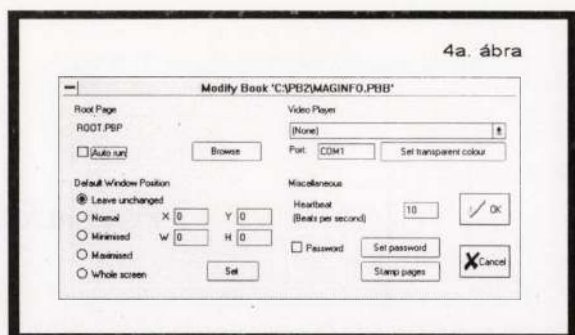 4a. ábra
Modify Book 'C:\PB2\MAGINFO.PBB'
Root Page
ROOT.PBP
Auto run
Browse
Default Window Position
Leave unchanged
Normal X 0 Y 0
Minimised W 0 H 0
Maximised
Whole screen
Set
Video Player
(None)
Port: COM1 Set transparent colour
Miscellaneous
Heartbeat 10
(Beats per second)
Password Set password
Stamp pages
OK
Cancel